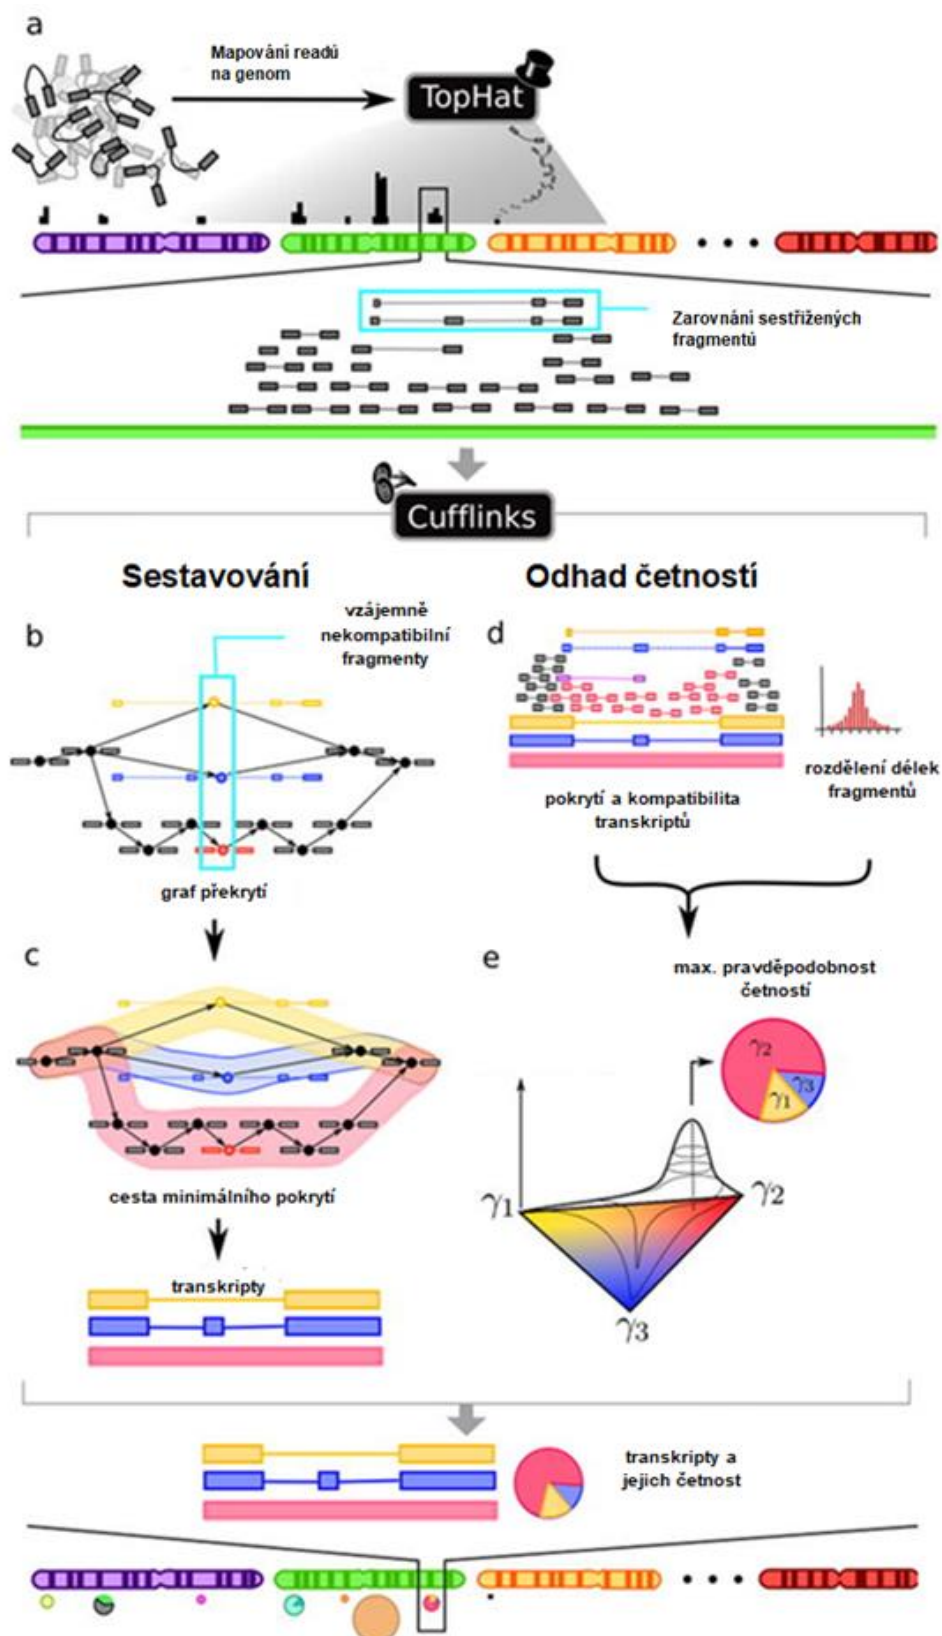 a
Mapování readů
na genom
TopHat
Zarovnání sestřižených
fragmentů
Cufflinks
Sestavování
Odhad četností
b
vzájemně
nekompatibilní
fragmenty
graf překrytí
d
pokrytí a kompatibilita
transkriptů
rozdělení délek
fragmentů
c
cesta minimálního pokrytí
transkripty
e
max. pravděpodobnost
četností
γ2
γ3
γ1
γ1
γ2
γ3
transkripty a
jejich četnost